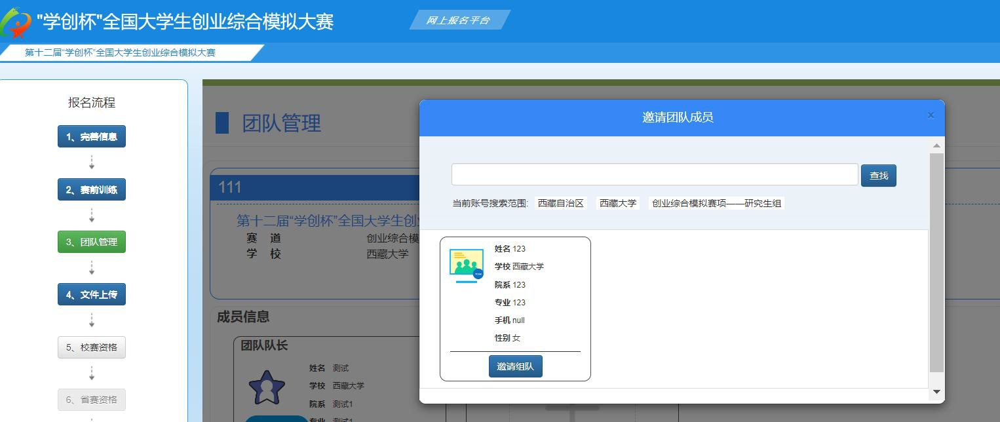 "学创杯"全国大学生创业综合模拟大赛
网上报名平台
第十二届“学创杯”全国大学生创业综合模拟大赛
报名流程
1、完善信息
2、赛前训练
3、团队管理
4、文件上传
5、校赛资格
6、省赛资格
团队管理
111
第十二届“学创杯”全国大学生创
赛 道 创业综合模
学 校 西藏大学
成员信息
团队队长
姓名 测试
学校 西藏大学
院系 测试1
专业 测试1
邀请团队成员
×
查找
当前账号搜索范围: 西藏自治区 西藏大学 创业综合模拟赛项——研究生组
姓名 123
学校 西藏大学
院系 123
专业 123
手机 null
性别 女
邀请组队